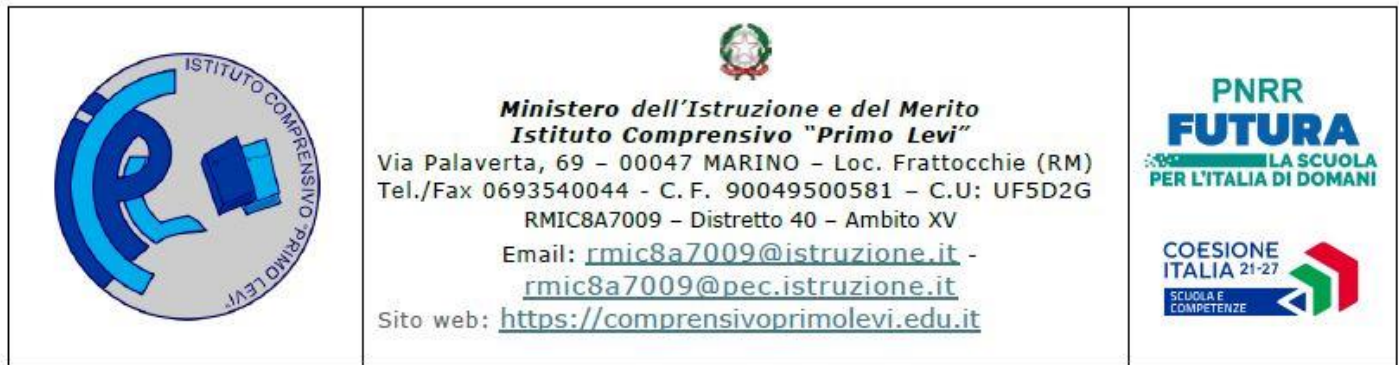 ISTITUTO COMPRENSIVO "PRIMO LEVI"
Ministero dell'Istruzione e del Merito
Istituto Comprensivo "Primo Levi"
Via Palaverta, 69 – 00047 MARINO – Loc. Frattocchie (RM)
Tel./Fax 0693540044 - C. F. 90049500581 – C.U: UF5D2G
RMIC8A7009 – Distretto 40 – Ambito XV
Email: rmic8a7009@istruzione.it -
rmic8a7009@pec.istruzione.it
Sito web: https://comprensivoprimolevi.edu.it
PNRR
FUTURA
LA SCUOLA
PER L'ITALIA DI DOMANI
COESIONE
ITALIA 21-27
SCUOLA E
COMPETENZE